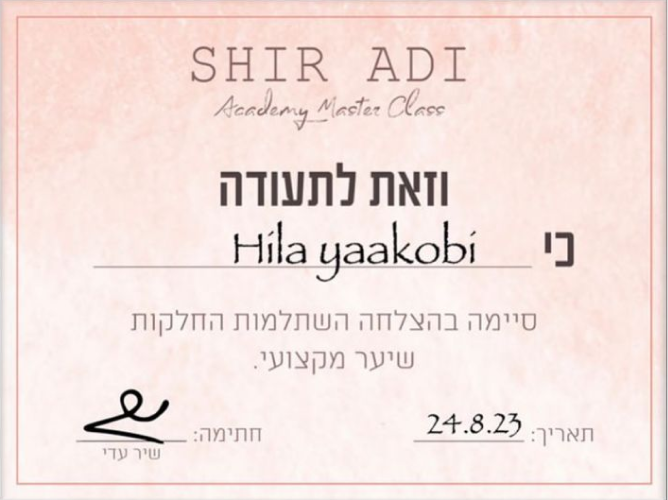 SHIR ADI
Academy Master Class
וזאת לתעודה
כי Hila yaakobi
סיימה בהצלחה השתלמות החלקות
שיער מקצועי.
תאריך: 24.8.23
חתימה:
שיר עדי